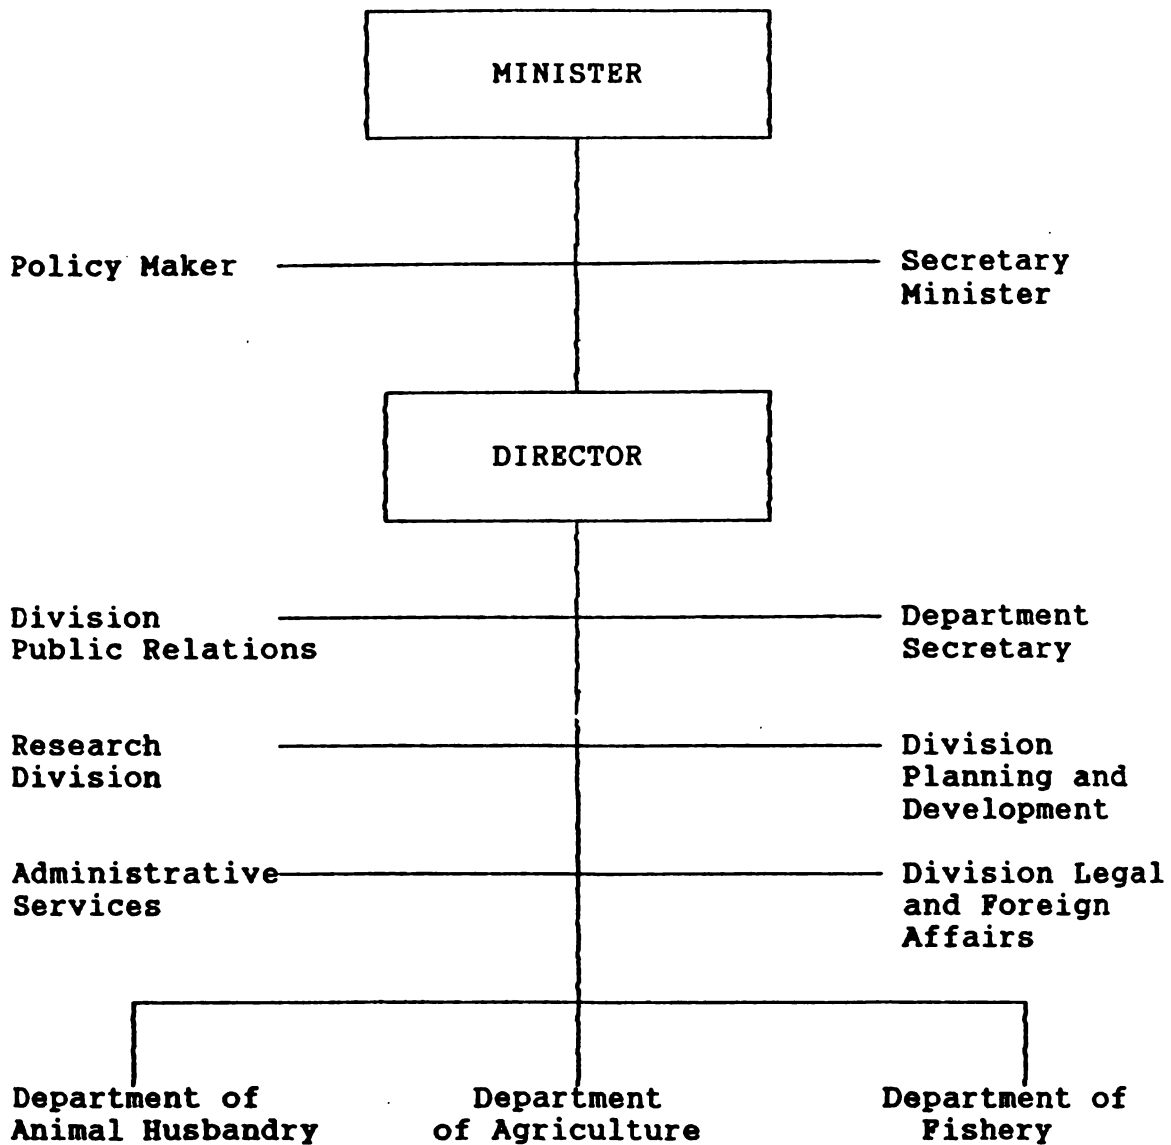 MINISTER
Policy Maker
Secretary
Minister
DIRECTOR
Division
Public Relations
Department
Secretary
Research
Division
Division
Planning and
Development
Administrative
Services
Division Legal
and Foreign
Affairs
Department of
Animal Husbandry
Department
of Agriculture
Department of
Fishery